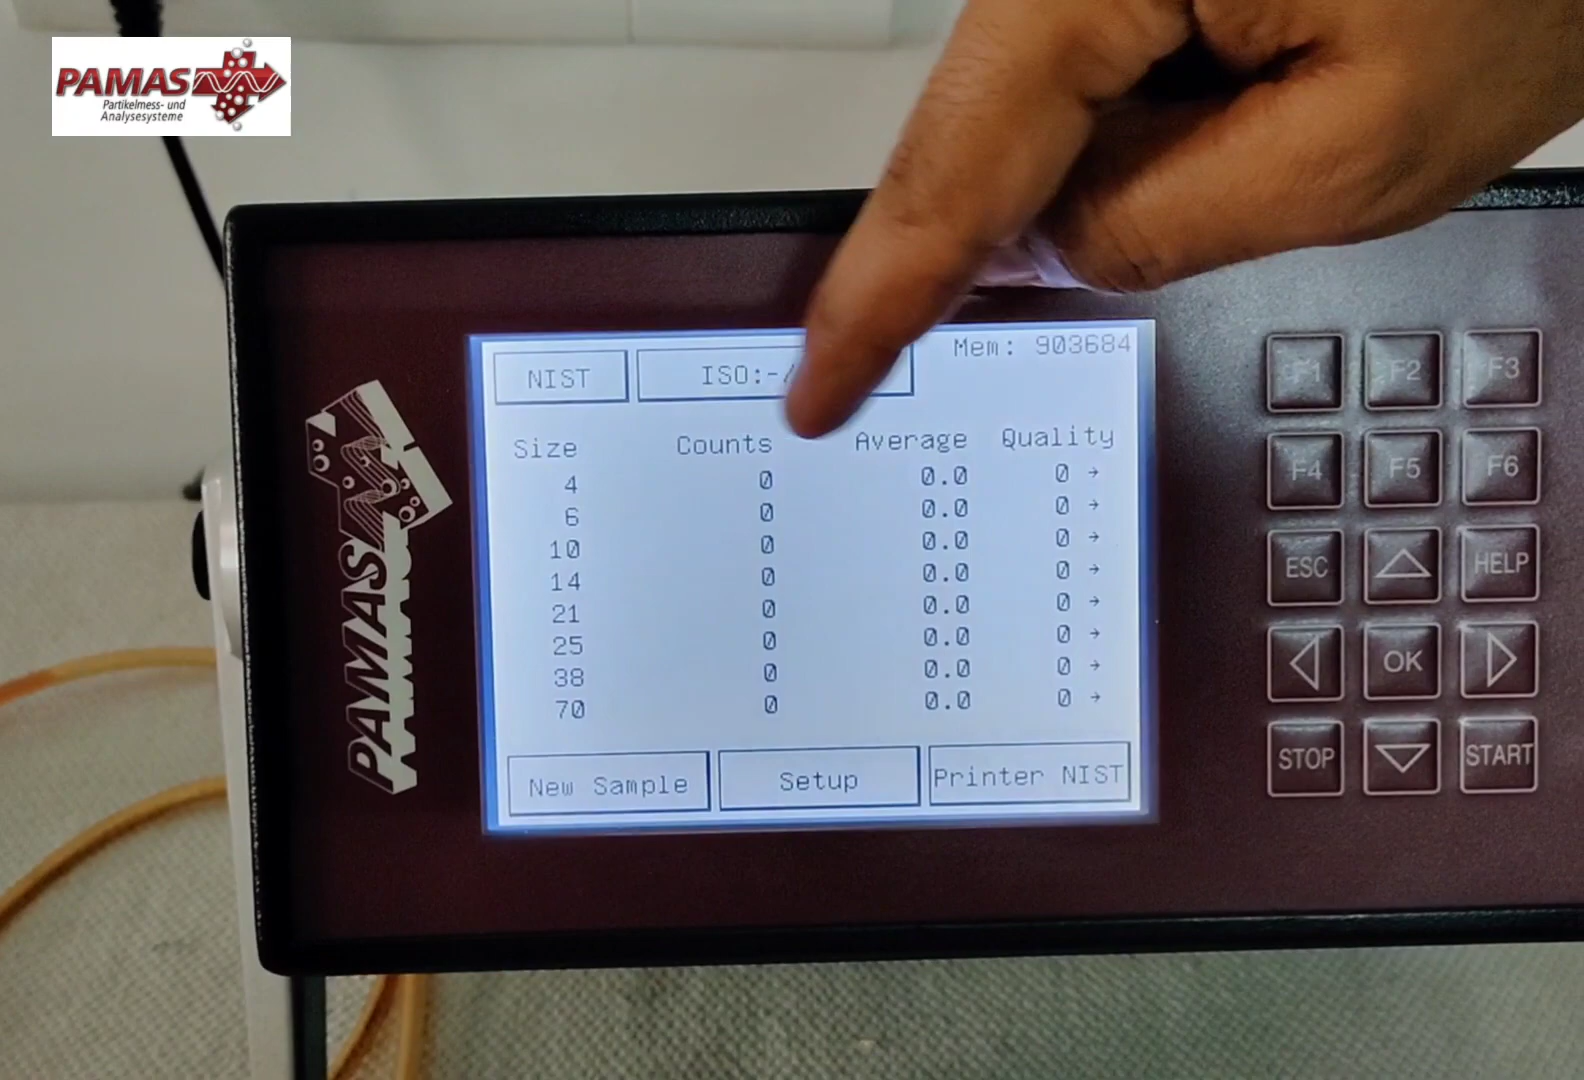 PAMAS
Partikelmess- und
Analysesysteme
PAMAS
NIST
ISO:-/
Mem: 903684
Size Counts Average Quality
4 0 0.0 0 →
6 0 0.0 0 →
10 0 0.0 0 →
14 0 0.0 0 →
21 0 0.0 0 →
25 0 0.0 0 →
38 0 0.0 0 →
70 0 0.0 0 →
New Sample Setup Printer NIST
F1 F2 F3
F4 F5 F6
ESC HELP
OK
STOP START